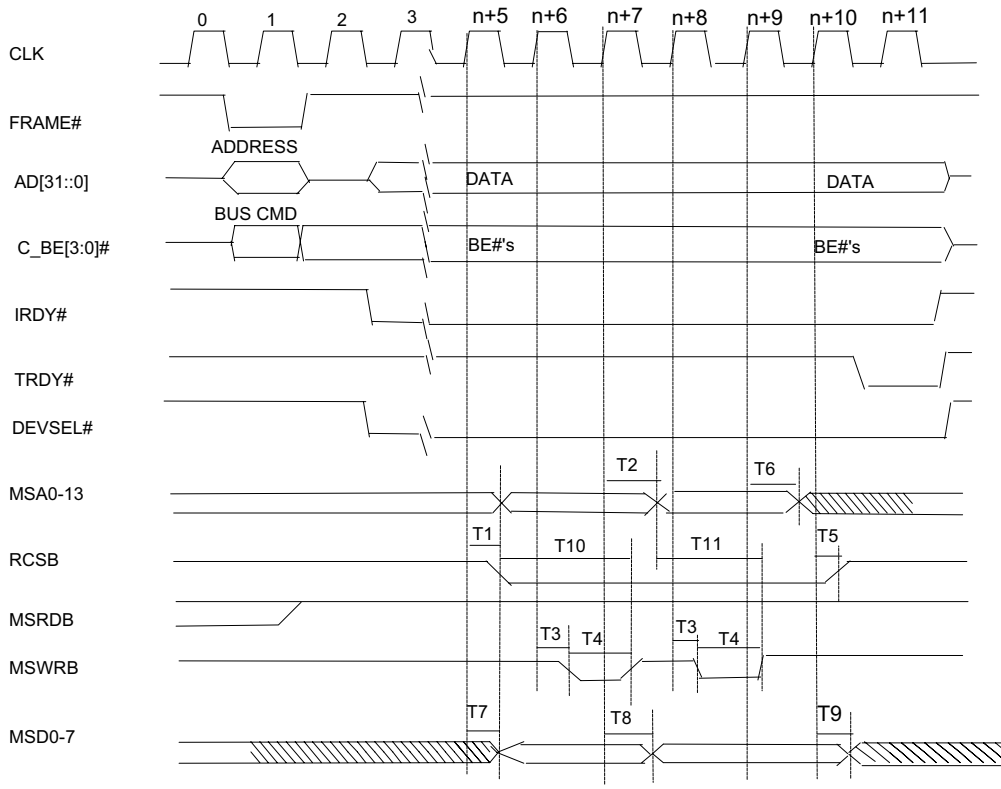 0 1 2 3 n+5 n+6 n+7 n+8 n+9 n+10 n+11
CLK
FRAME#
ADDRESS
AD[31::0] DATA DATA
BUS CMD
C_BE[3:0]# BE#'s BE#'s
IRDY#
TRDY#
DEVSEL#
T2 T6
MSA0-13
T1 T10 T11 T5
RCSB
MSRDB
T3 T4 T3 T4
MSWRB
T7 T8 T9
MSD0-7